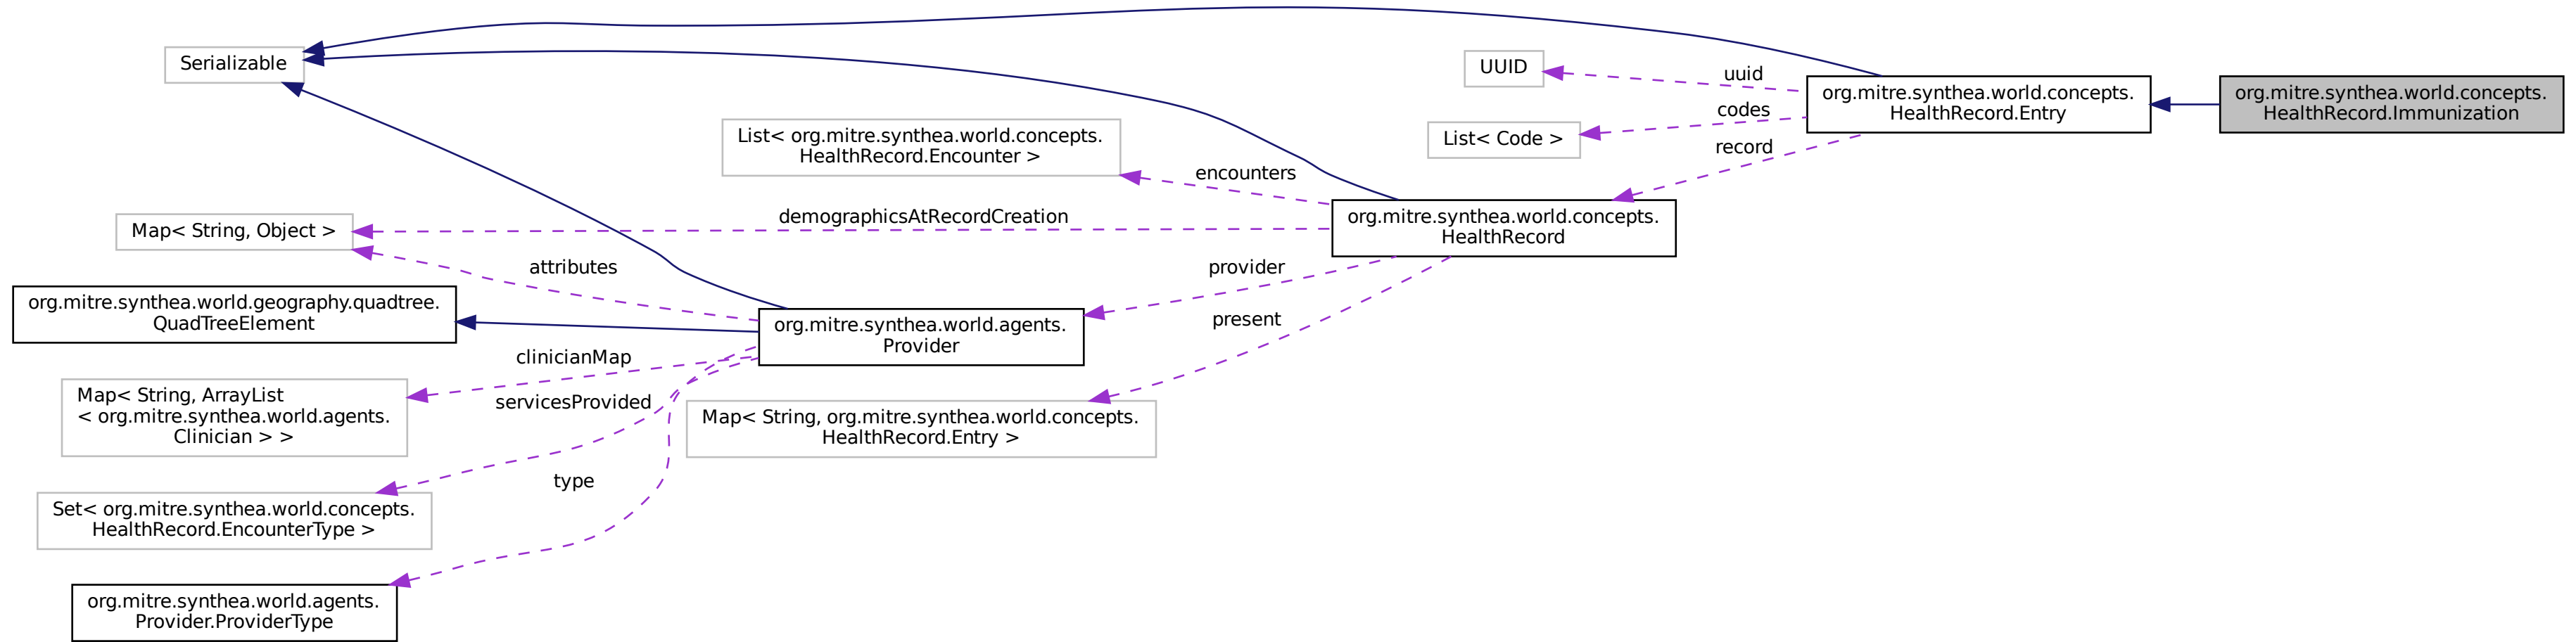 Serializable
UUID
uuid
org.mitre.synthea.world.concepts.
HealthRecord.Entry
org.mitre.synthea.world.concepts.
HealthRecord.Immunization
codes
List< Code >
record
List< org.mitre.synthea.world.concepts.
HealthRecord.Encounter >
encounters
Map< String, Object >
demographicsAtRecordCreation
org.mitre.synthea.world.concepts.
HealthRecord
attributes
provider
org.mitre.synthea.world.geography.quadtree.
QuadTreeElement
org.mitre.synthea.world.agents.
Provider
present
clinicianMap
Map< String, ArrayList
< org.mitre.synthea.world.agents.
Clinician > >
servicesProvided
Map< String, org.mitre.synthea.world.concepts.
HealthRecord.Entry >
type
Set< org.mitre.synthea.world.concepts.
HealthRecord.EncounterType >
org.mitre.synthea.world.agents.
Provider.ProviderType